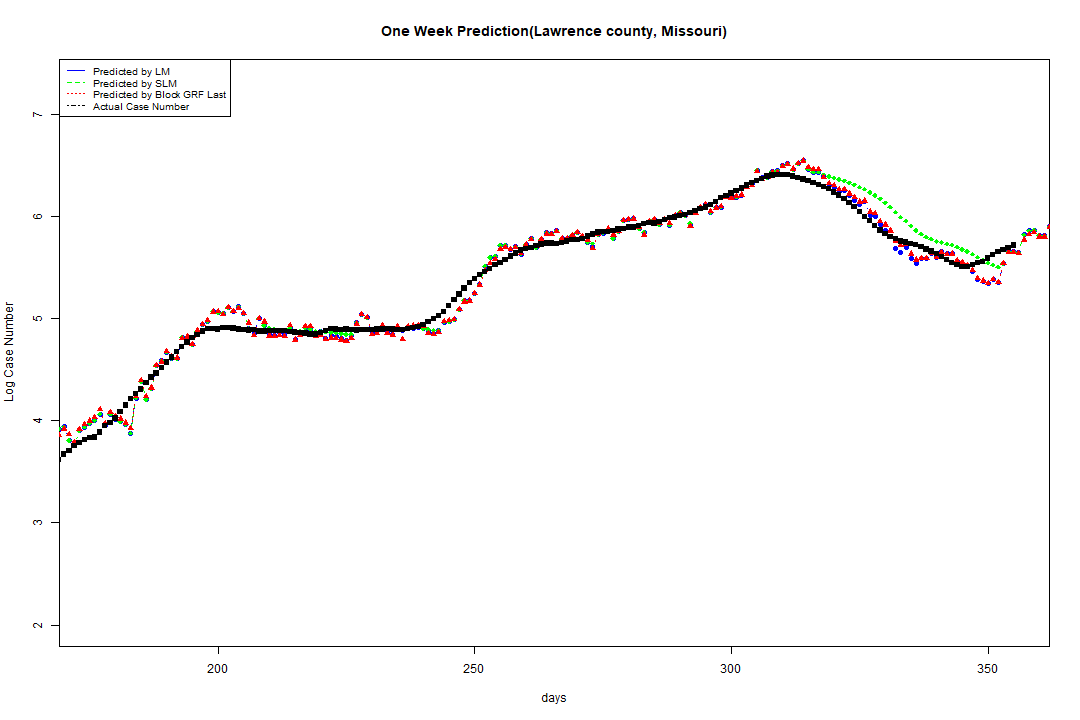 One Week Prediction(Lawrence county, Missouri)
Predicted by LM
Predicted by SLM
Predicted by Block GRF Last
Actual Case Number
Log Case Number
7
6
5
4
3
2
200
250
300
350
days